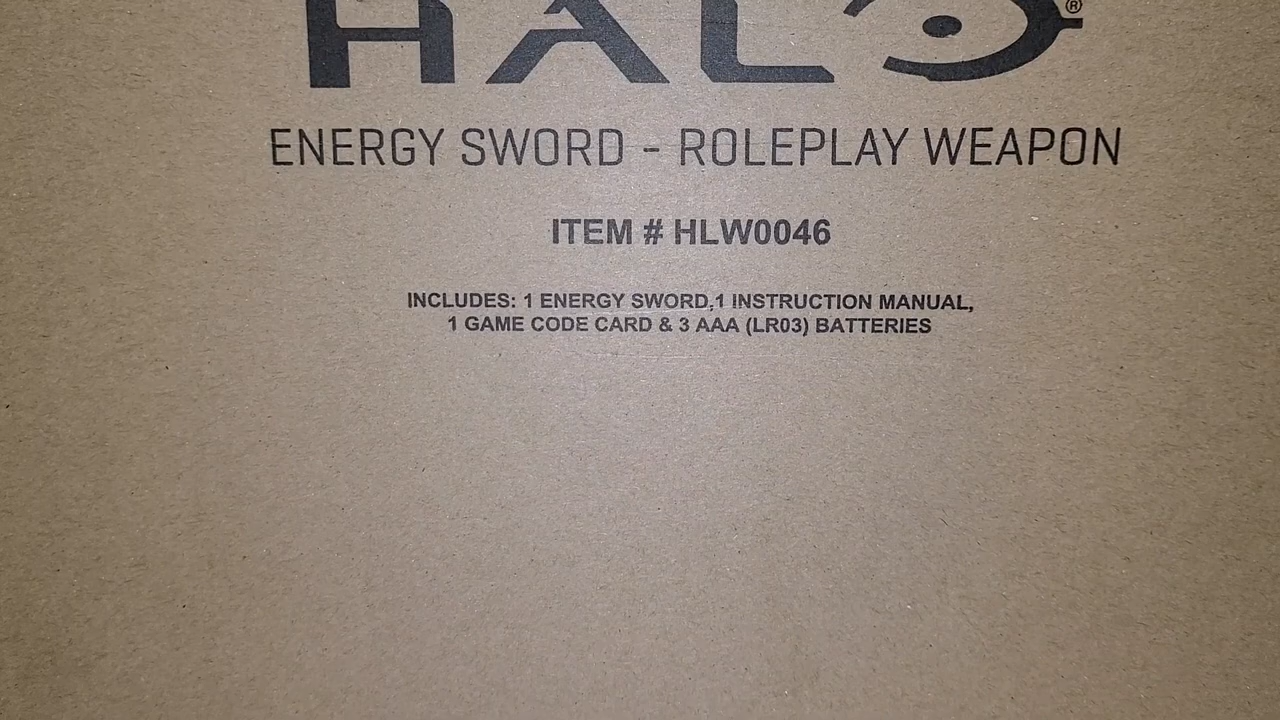 HALO®
ENERGY SWORD - ROLEPLAY WEAPON
ITEM # HLW0046
INCLUDES: 1 ENERGY SWORD,1 INSTRUCTION MANUAL,
1 GAME CODE CARD & 3 AAA (LR03) BATTERIES